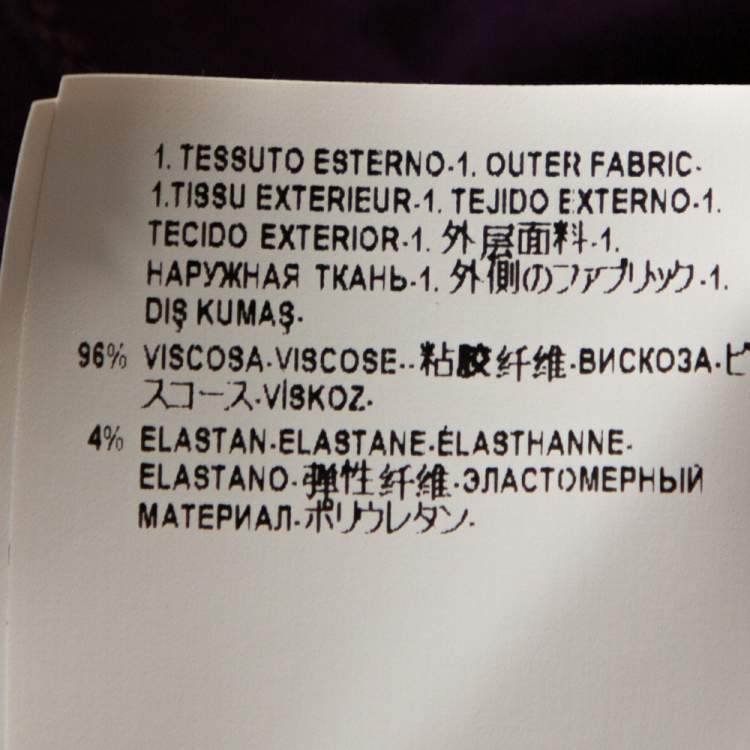 1. TESSUTO ESTERNO-1. OUTER FABRIC-
1.TISSU EXTERIEUR-1. TEJIDO EXTERNO-1.
TECIDO EXTERIOR-1. 外层面料-1.
НАРУЖНАЯ ТКАНЬ-1. 外側のファブリック-1.
DIŞ KUMAŞ-
96% VISCOSA-VISCOSE--粘胶纤维-ВИСКОЗА-ビ
スコース-VİSKOZ-
4% ELASTAN-ELASTANE-ÉLASTHANNE-
ELASTANO-弹性纤维-ЭЛАСТОМЕРНЫЙ
МАТЕРИАЛ-ポリウレタン-